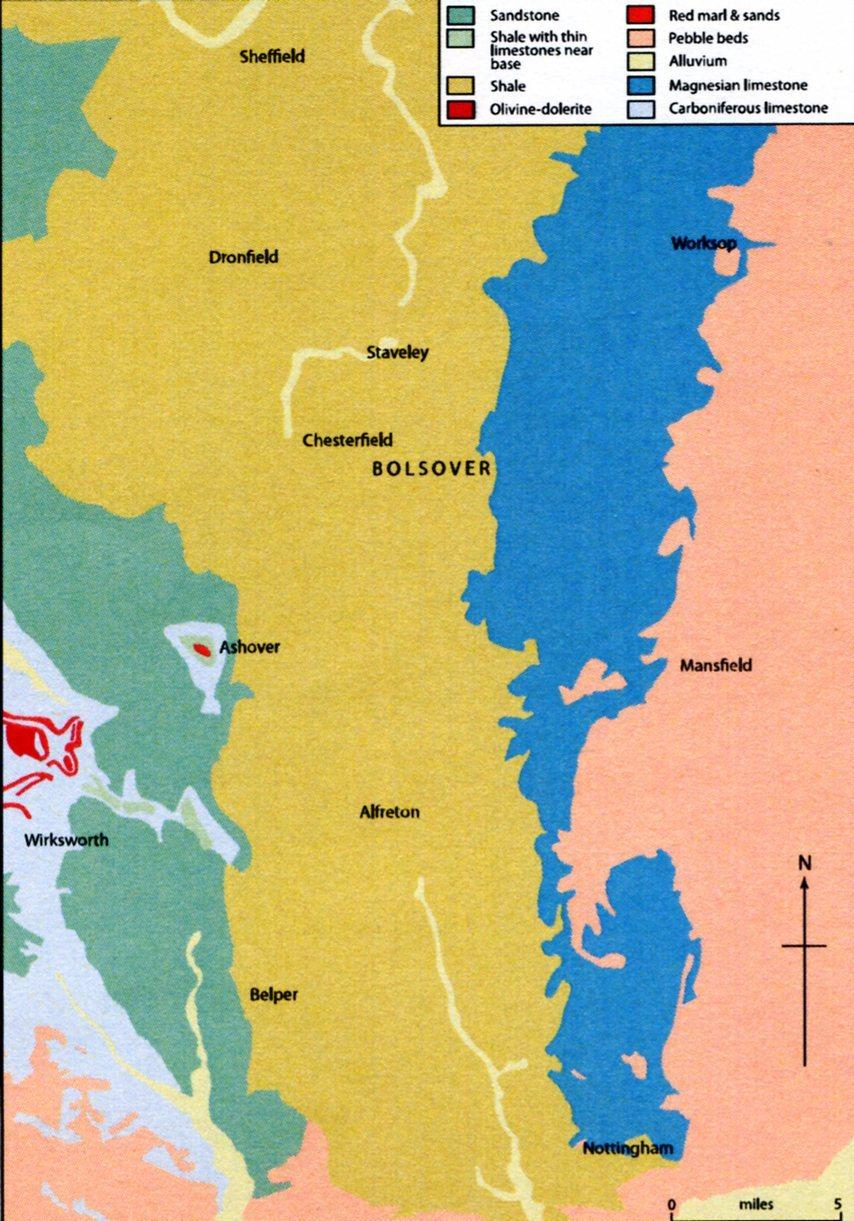 Sandstone
Shale with thin
limestones near
base
Shale
Olivine-dolerite
Red marl & sands
Pebble beds
Alluvium
Magnesian limestone
Carboniferous limestone
Sheffield
Worksop
Dronfield
Staveley
Chesterfield
BOLSOVER
Ashover
Mansfield
Alfreton
Wirksworth
N
Belper
Nottingham
0 miles 5